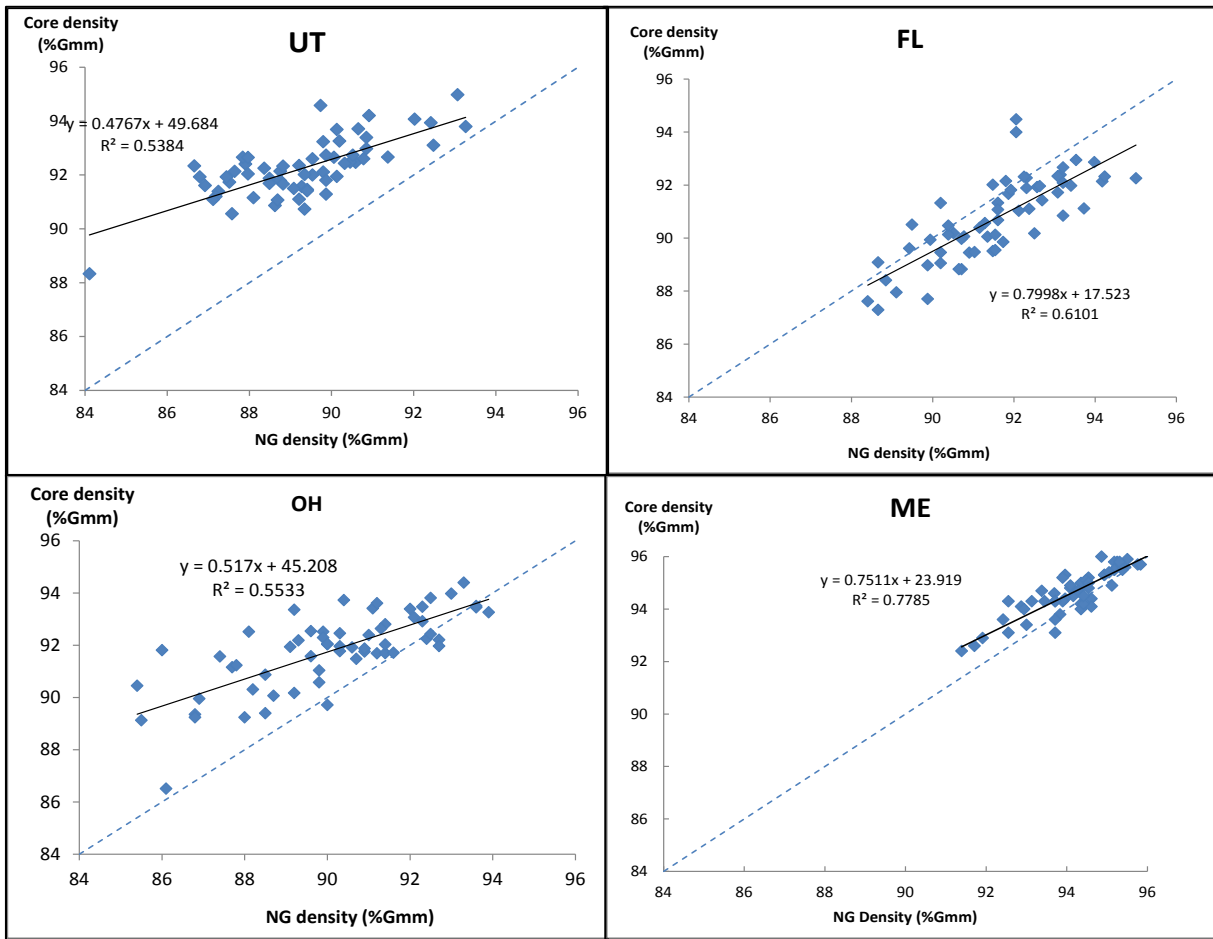 Core density
(%Gmm)
UT
96
94
92
90
88
86
84
y = 0.4767x + 49.684
R² = 0.5384
84 86 88 90 92 94 96
NG density (%Gmm)
Core density
(%Gmm)
FL
96
94
92
90
88
86
84
y = 0.7998x + 17.523
R² = 0.6101
84 86 88 90 92 94 96
NG density (%Gmm)
Core density
(%Gmm)
OH
96
94
92
90
88
86
84
y = 0.517x + 45.208
R² = 0.5533
84 86 88 90 92 94 96
NG density (%Gmm)
Core density
(%Gmm)
ME
96
94
92
90
88
86
84
y = 0.7511x + 23.919
R² = 0.7785
84 86 88 90 92 94 96
NG Density (%Gmm)